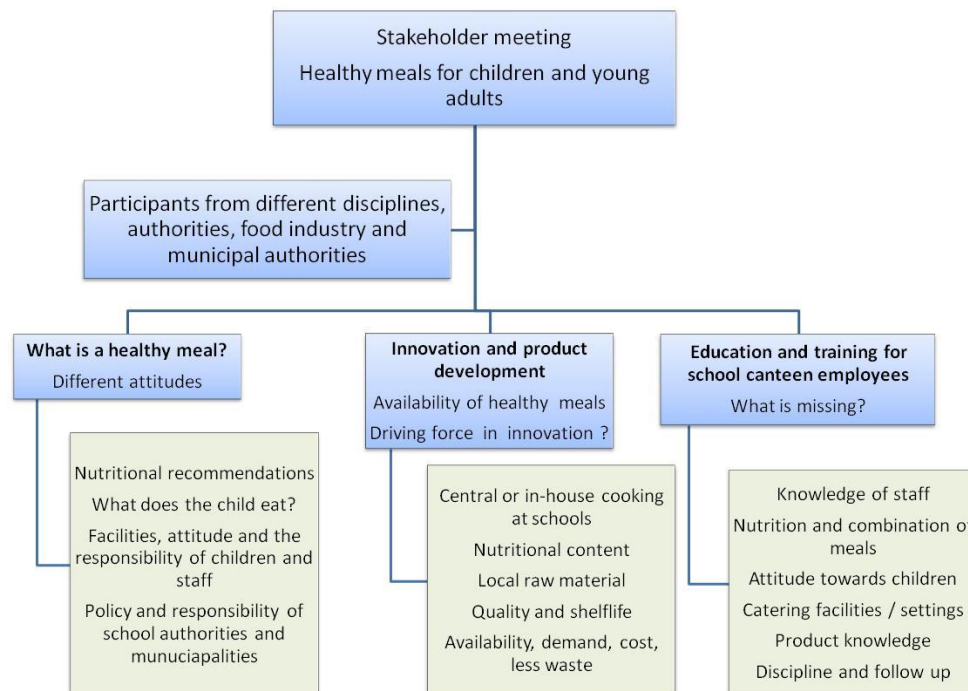 Stakeholder meeting
Healthy meals for children and young
adults
Participants from different disciplines,
authorities, food industry and
municipal authorities
What is a healthy meal?
Different attitudes
Nutritional recommendations
What does the child eat?
Facilities, attitude and the
responsibility of children and
staff
Policy and responsibility of
school authorities and
munuciapalities
Innovation and product
development
Availability of healthy meals
Driving force in innovation ?
Central or in-house cooking
at schools
Nutritional content
Local raw material
Quality and shelflife
Availability, demand, cost,
less waste
Education and training for
school canteen employees
What is missing?
Knowledge of staff
Nutrition and combination of
meals
Attitude towards children
Catering facilities / settings
Product knowledge
Discipline and follow up